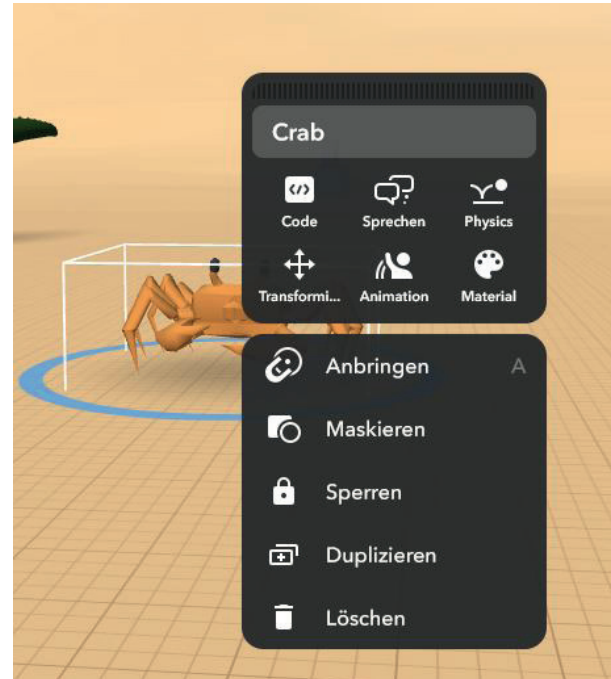 Crab
Code Sprechen Physics
Transformi... Animation Material
Anbringen A
Maskieren
Sperren
Duplizieren
Löschen